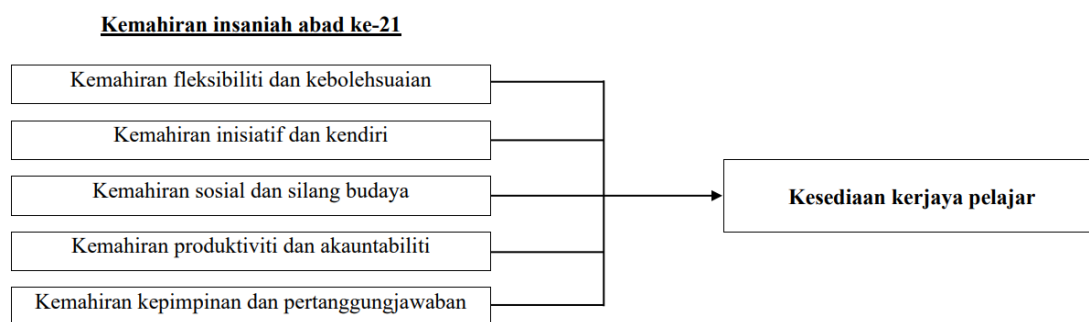 Kemahiran insaniah abad ke-21
Kemahiran fleksibiliti dan kebolehsuaian
Kemahiran inisiatif dan kendiri
Kemahiran sosial dan silang budaya
Kemahiran produktiviti dan akauntabiliti
Kemahiran kepimpinan dan pertanggungjawaban
Kesediaan kerjaya pelajar